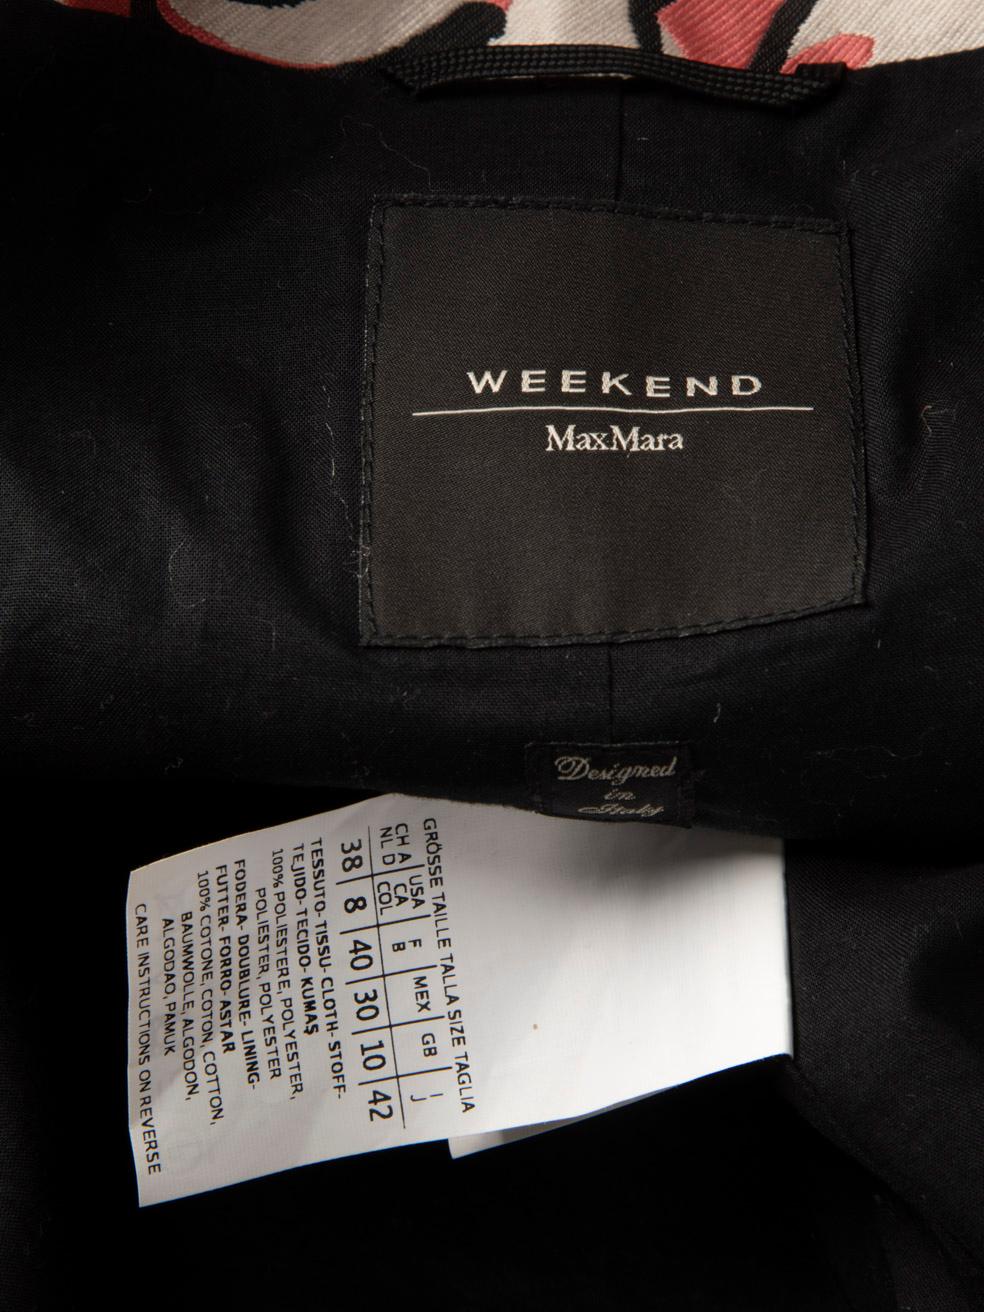 WEEKEND
MaxMara
Designed
in
Italy
GRÖSSE TAILLE TALLA SIZE TAGLIA
CH A USA F MEX GB I
NL D CA B J
COL
38 8 40 30 10 42
TESSUTO- TISSU- CLOTH- STOFF-
TEJIDO- TECIDO- KUMAŞ
100% POLIESTERE, POLYESTER,
POLIESTER, POLYESTER
FODERA- DOUBLURE- LINING-
FUTTER- FORRO- ASTAR
100% COTONE, COTON, COTTON,
BAUMWOLLE, ALGODON,
ALGODAO, PAMUK
CARE INSTRUCTIONS ON REVERSE